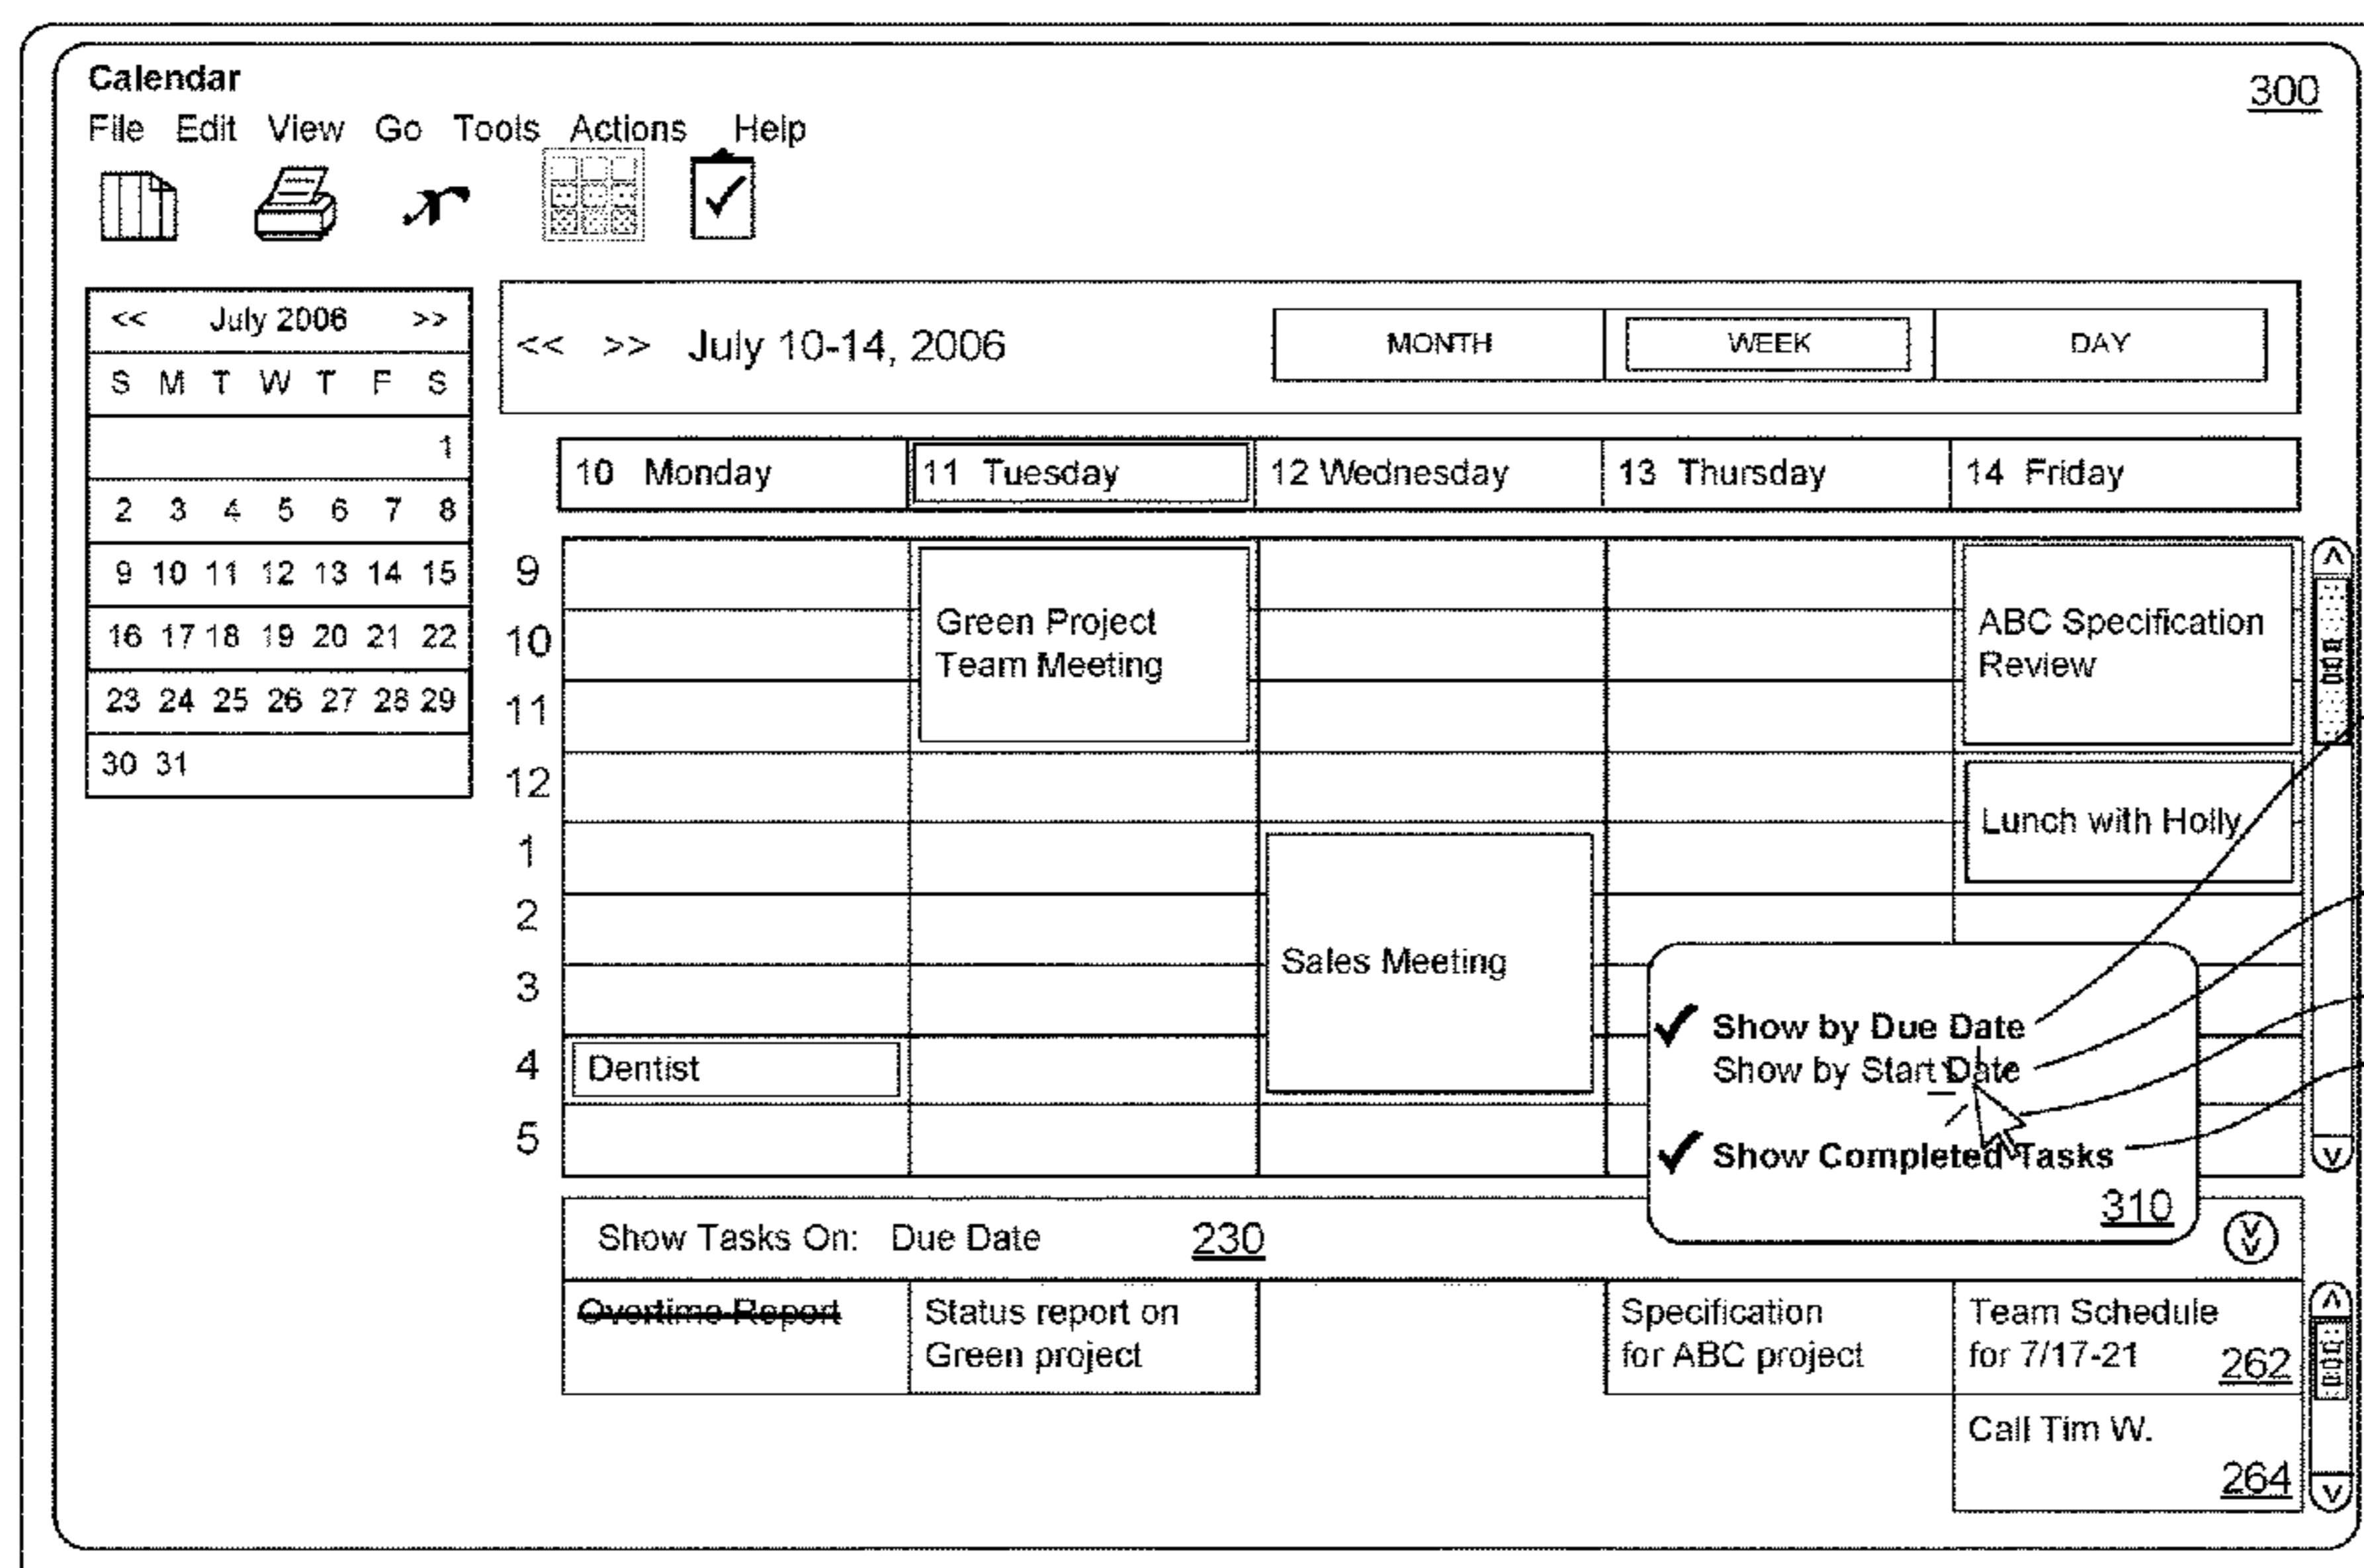 Calendar
300
File Edit View Go Tools Actions Help
<< July 2006 >>
S M T W T F S
1
2 3 4 5 6 7 8
9 10 11 12 13 14 15
16 17 18 19 20 21 22
23 24 25 26 27 28 29
30 31
<< >> July 10-14, 2006
MONTH WEEK DAY
10 Monday 11 Tuesday 12 Wednesday 13 Thursday 14 Friday
9
10
11
12
1
2
3
4
5
Green Project
Team Meeting
ABC Specification
Review
Lunch with Holly
Sales Meeting
Dentist
Show by Due Date
Show by Start Date
Show Completed Tasks
310
Show Tasks On: Due Date 230
Overtime Report
Status report on
Green project
Specification
for ABC project
Team Schedule
for 7/17-21
262
Call Tim W.
264